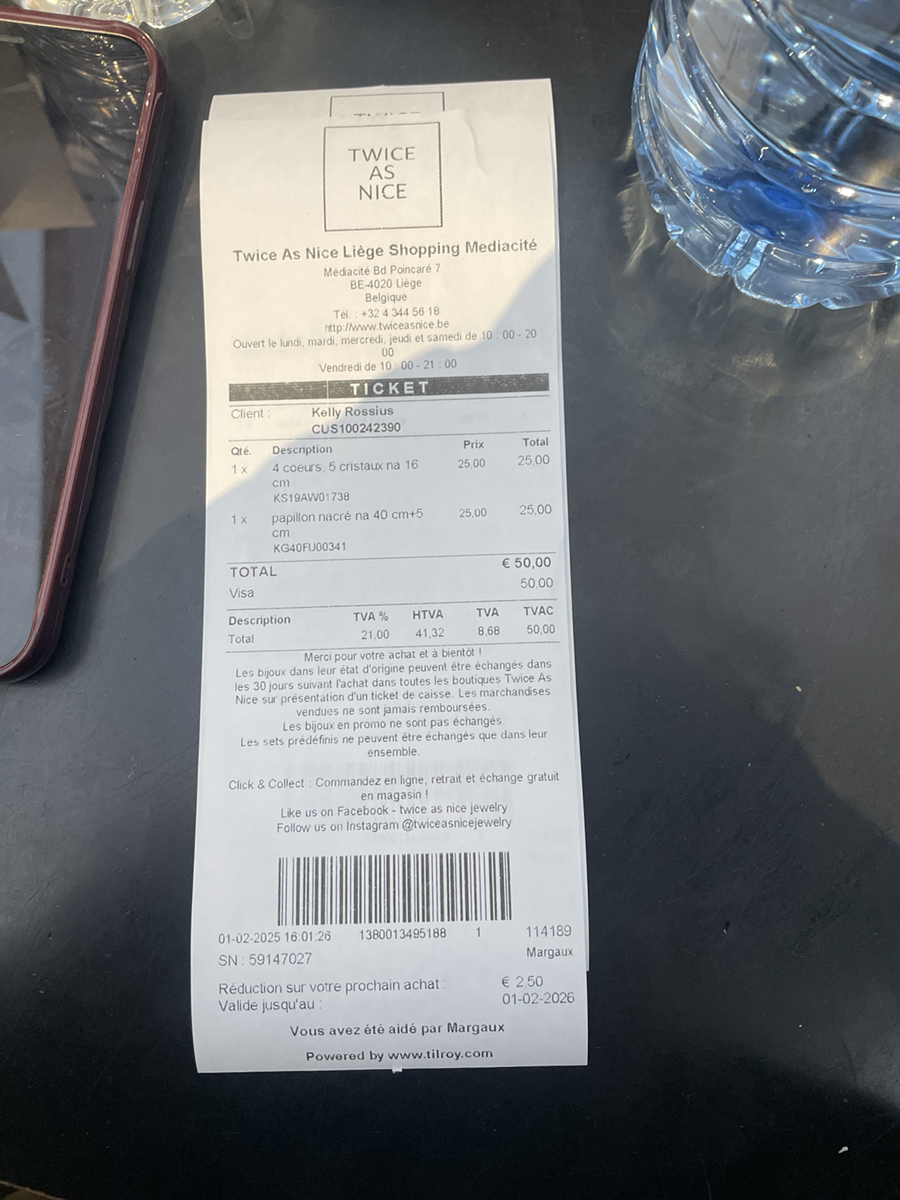 TWICE
AS
NICE
Twice As Nice Liège Shopping Mediacité
Médiacité Bd Poincaré 7
BE-4020 Liège
Belgique
Tél. : +32 4 344 56 18
http://www.twiceasnice.be
Ouvert le lundi, mardi, mercredi, jeudi et samedi de 10 : 00 - 20 :
00
Vendredi de 10 : 00 - 21 : 00
TICKET
Client : Kelly Rossius
CUS100242390
Qté. Description Prix Total
1 x 4 coeurs, 5 cristaux na 16 25,00 25,00
cm
KS19AW01738
1 x papillon nacré na 40 cm+5 25,00 25,00
cm
KG40FU00341
TOTAL € 50,00
Visa 50,00
Description TVA % HTVA TVA TVAC
Total 21,00 41,32 8,68 50,00
Merci pour votre achat et à bientôt !
Les bijoux dans leur état d'origine peuvent être échangés dans
les 30 jours suivant l'achat dans toutes les boutiques Twice As
Nice sur présentation d'un ticket de caisse. Les marchandises
vendues ne sont jamais remboursées.
Les bijoux en promo ne sont pas échangés
Les sets prédéfinis ne peuvent être échangés que dans leur
ensemble.
Click & Collect : Commandez en ligne, retrait et échange gratuit
en magasin !
Like us on Facebook - twice as nice jewelry
Follow us on Instagram @twiceasnicejewelry
01-02-2025 16:01:26 1380013495188 1 114189
SN : 59147027 Margaux
Réduction sur votre prochain achat : € 2,50
Valide jusqu'au : 01-02-2026
Vous avez été aidé par Margaux
Powered by www.tilroy.com